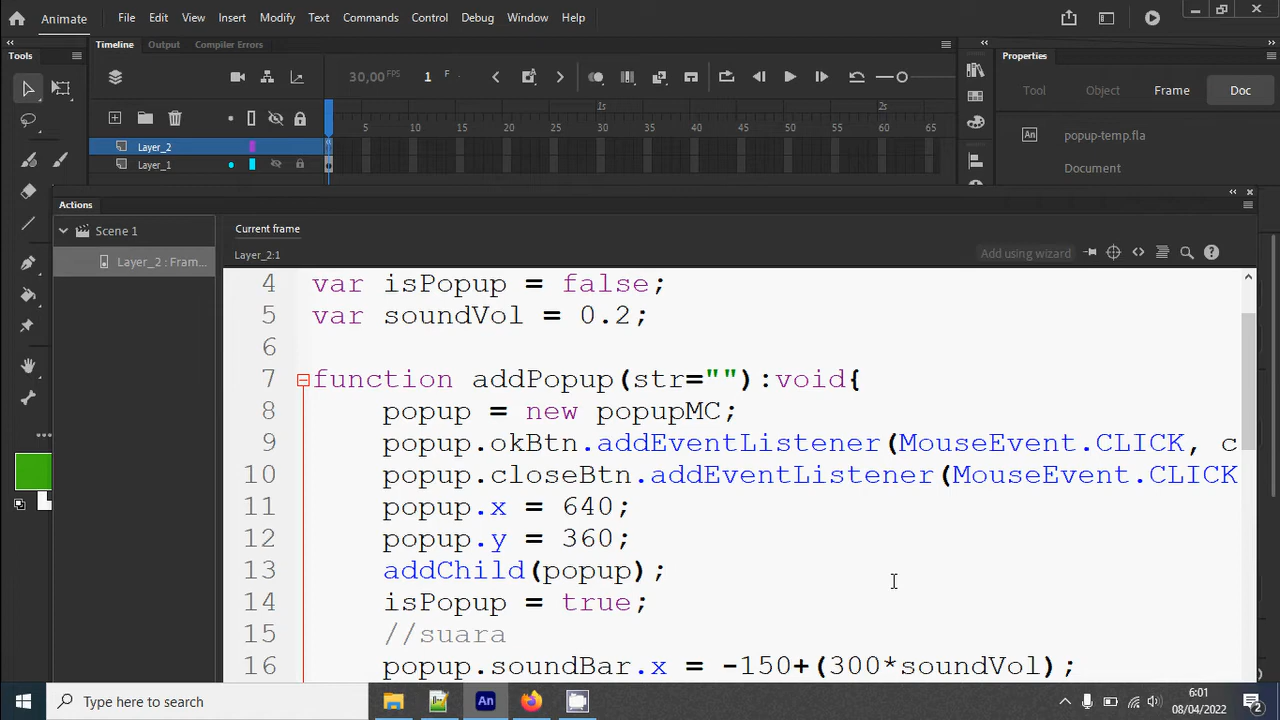 Animate File Edit View Insert Modify Text Commands Control Debug Window Help
Tools
Timeline Output Compiler Errors
30,00 FPS 1 F
1s 2s
5 10 15 20 25 30 35 40 45 50 55 60 65
Layer_2
Layer_1
Properties
Tool Object Frame Doc
An popup-temp.fla
Document
Actions
Scene 1
Layer_2 : Fram...
Current frame
Layer_2:1
Add using wizard
4 var isPopup = false;
5 var soundVol = 0.2;
6
7 function addPopup(str=""):void{
8 popup = new popupMC;
9 popup.okBtn.addEventListener(MouseEvent.CLICK, c
10 popup.closeBtn.addEventListener(MouseEvent.CLICK
11 popup.x = 640;
12 popup.y = 360;
13 addChild(popup);
14 isPopup = true;
15 //suara
16 popup.soundBar.x = -150+(300*soundVol);
Type here to search
An
6:01
08/04/2022
2